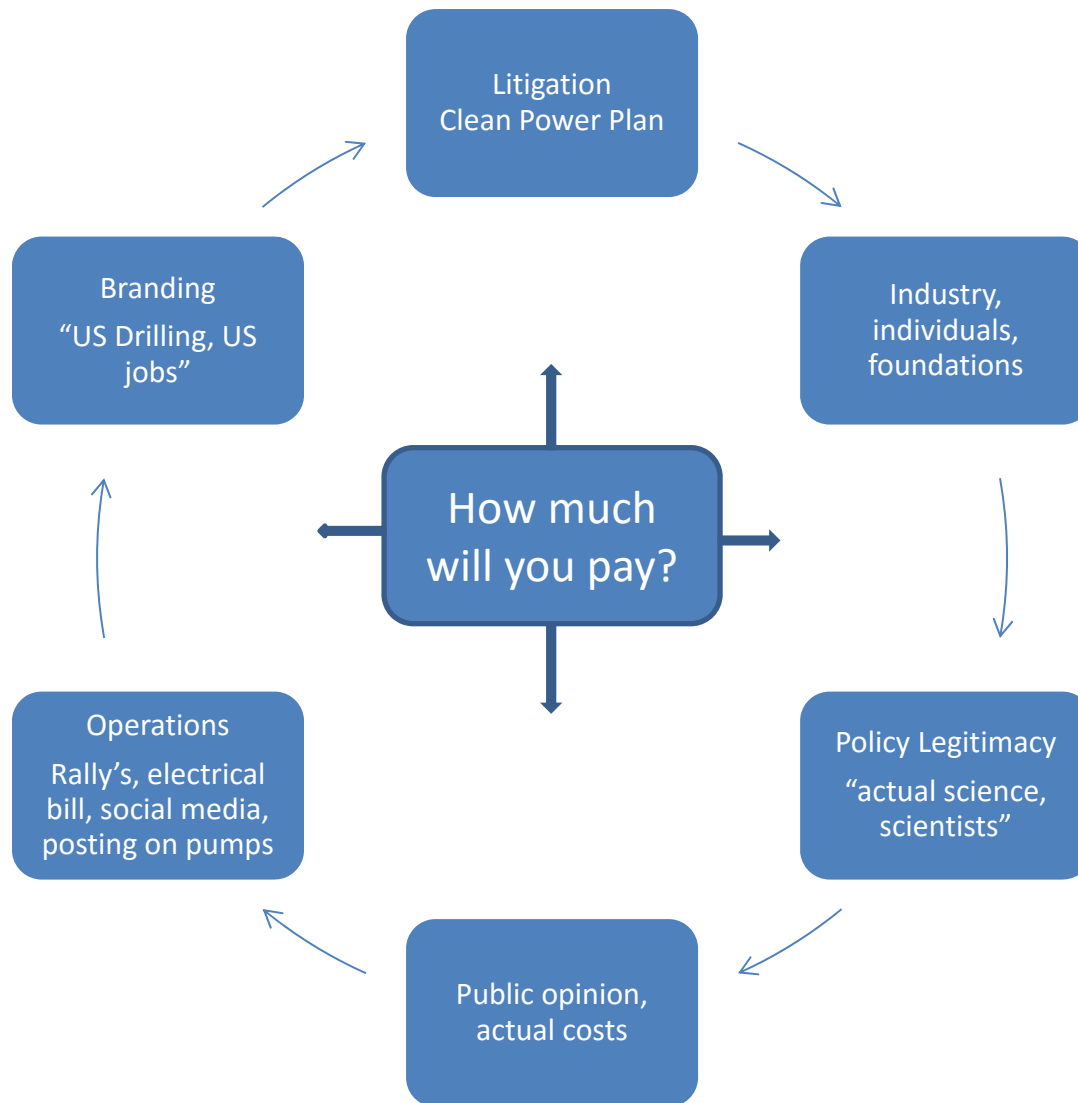 Litigation
Clean Power Plan
Branding
“US Drilling, US
jobs”
Industry,
individuals,
foundations
How much
will you pay?
Operations
Rally’s, electrical
bill, social media,
posting on pumps
Policy Legitimacy
“actual science,
scientists”
Public opinion,
actual costs